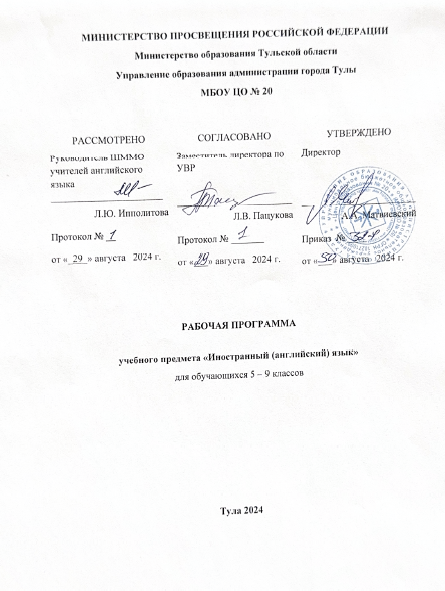 МИНИСТЕРСТВО ПРОСВЕЩЕНИЯ РОССИЙСКОЙ ФЕДЕРАЦИИ
Министерство образования Тульской области
Управление образования администрации города Тулы
МБОУ ЦО № 20
РАССМОТРЕНО
Руководитель ШММО
учителей английского
языка
Л.Ю. Ипполитова
Протокол № 1
от «29» августа 2024 г.
СОГЛАСОВАНО
Заместитель директора по
УВР
Л.В. Пацукова
Протокол № 1
от «29» августа 2024 г.
УТВЕРЖДЕНО
Директор
А.К. Матвиевский
Приказ №
от « » августа 2024 г.
РАБОЧАЯ ПРОГРАММА
учебного предмета «Иностранный (английский) язык»
для обучающихся 5 – 9 классов
Тула 2024